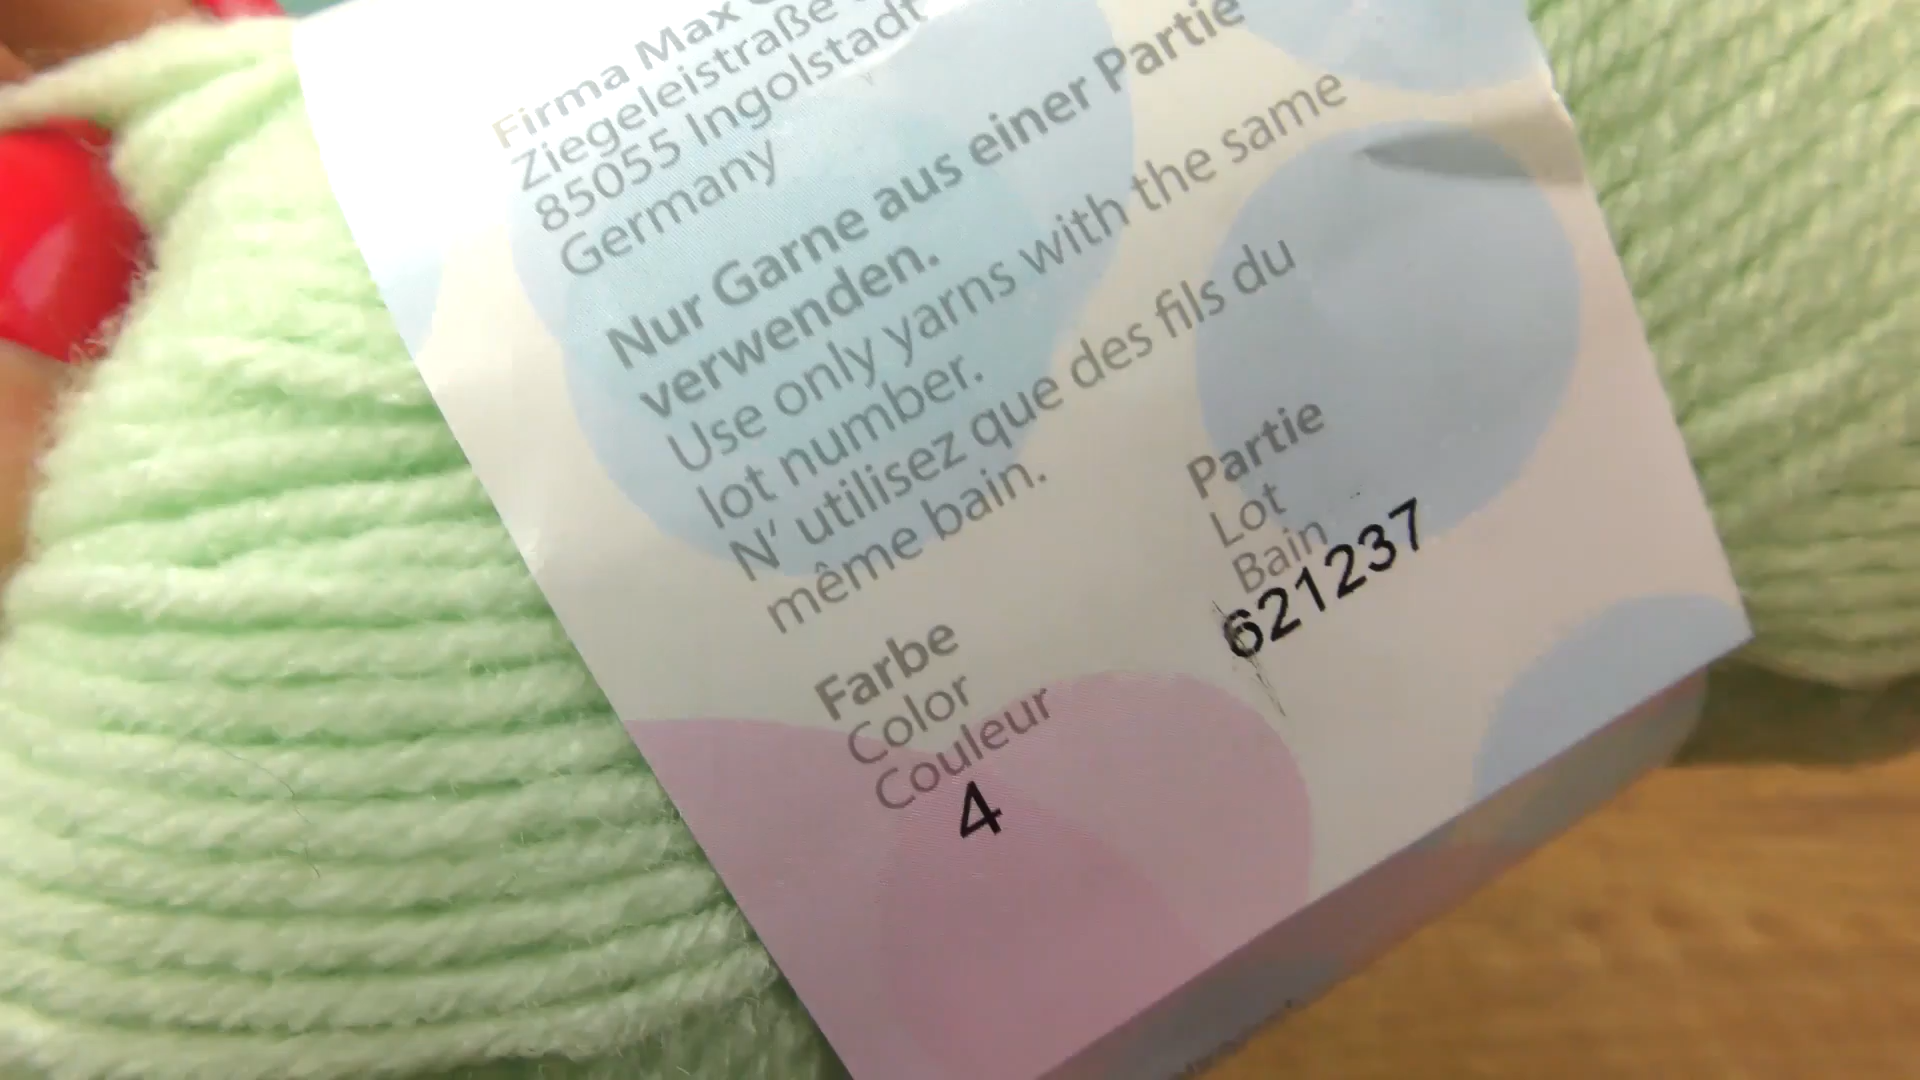 Firma Max
Ziegeleistraße
85055 Ingolstadt
Germany
Nur Garne aus einer Partie
verwenden.
Use only yarns with the same
lot number.
N' utilisez que des fils du
même bain.
Partie
Lot
Bain
621237
Farbe
Color
Couleur
4